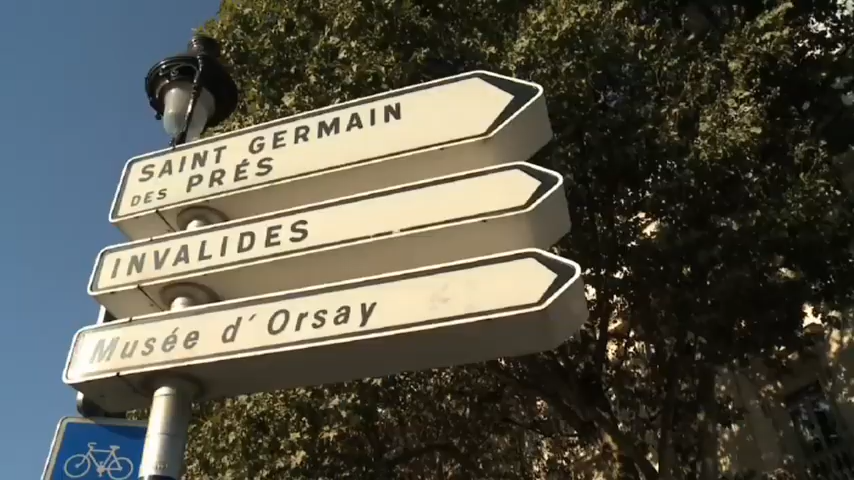 SAINT GERMAIN
DES PRÉS
INVALIDES
Musée d'Orsay